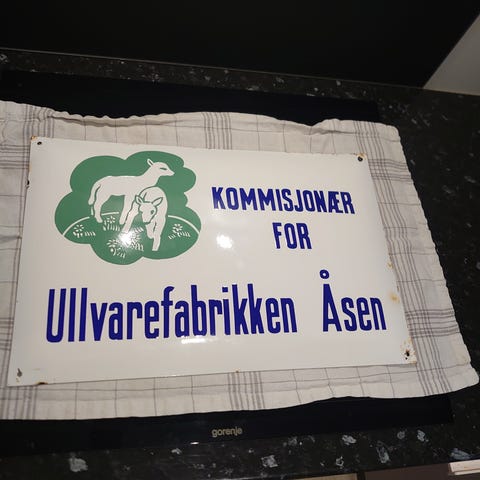 KOMMISJONÆR
FOR
Ullvarefabrikken Åsen
gorenje